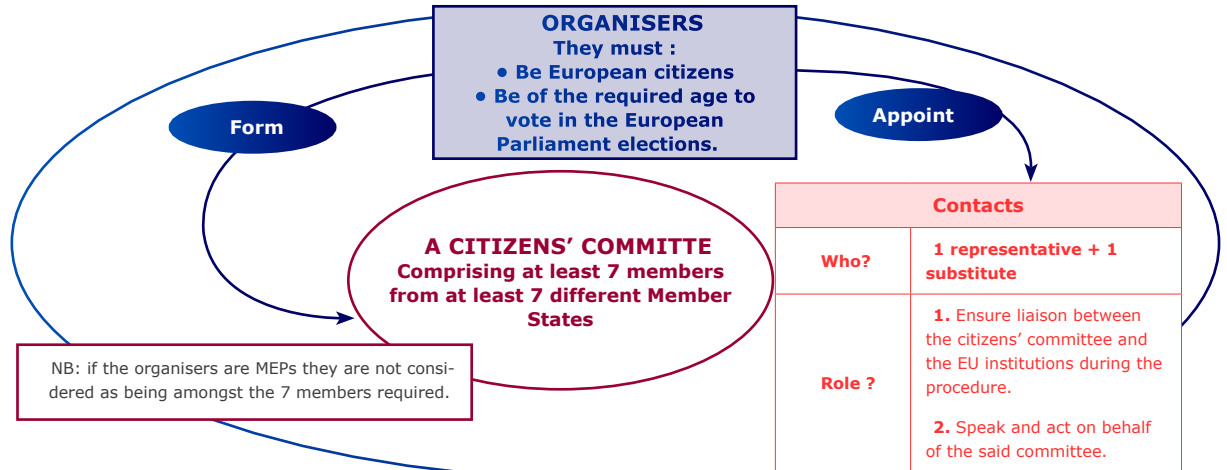 ORGANISERS
They must :
• Be European citizens
• Be of the required age to
vote in the European
Parliament elections.
Form
Appoint
A CITIZENS’ COMMITTE
Comprising at least 7 members
from at least 7 different Member
States
NB: if the organisers are MEPs they are not consi-
dered as being amongst the 7 members required.
Contacts
Who?
1 representative + 1
substitute
Role ?
1. Ensure liaison between
the citizens’ committee and
the EU institutions during the
procedure.
2. Speak and act on behalf
of the said committee.